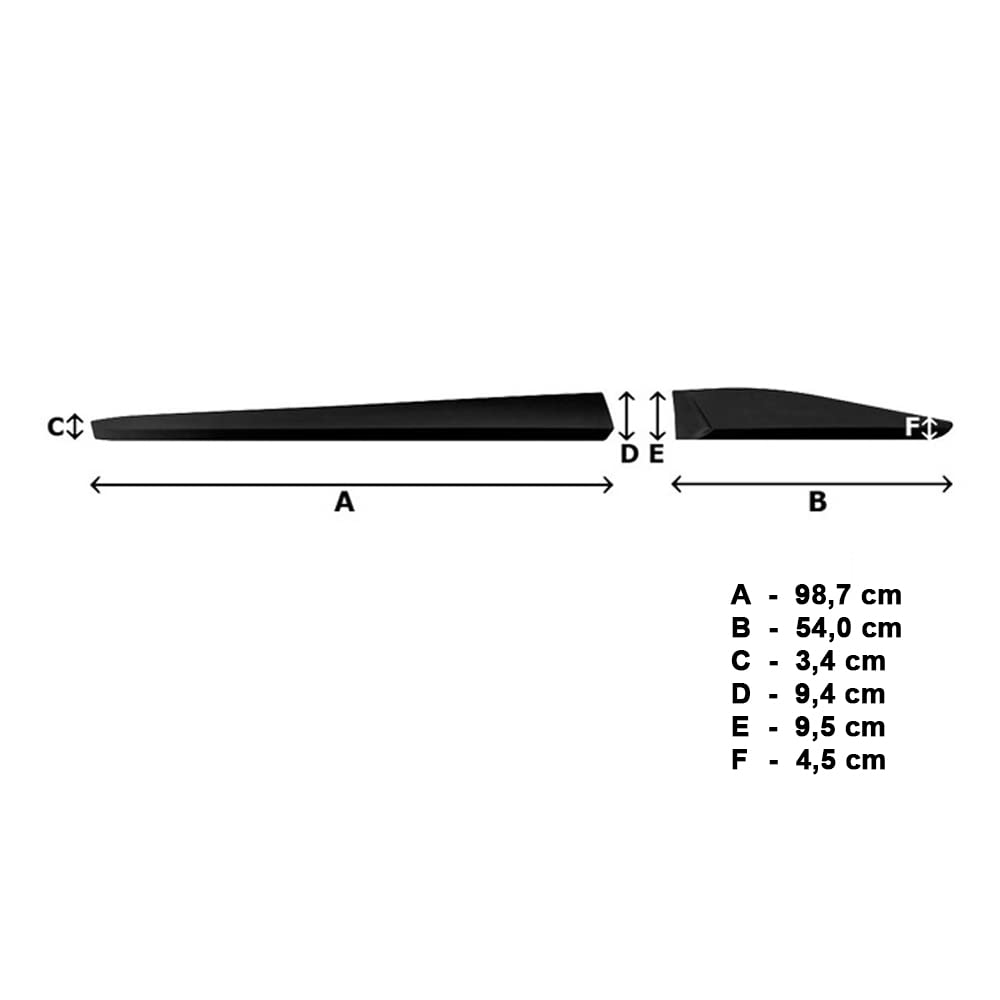 C
F
D E
A
B
A - 98,7 cm
B - 54,0 cm
C - 3,4 cm
D - 9,4 cm
E - 9,5 cm
F - 4,5 cm